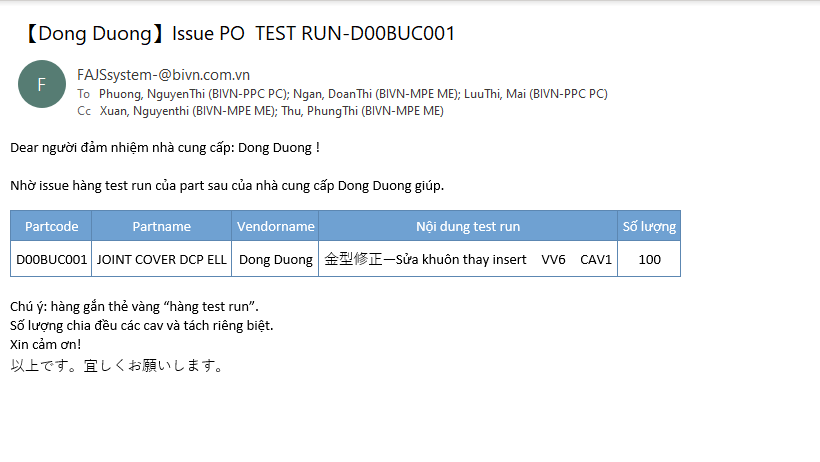 【Dong Duong】Issue PO  TEST RUN-D00BUC001
F
FAJSsystem-@bivn.com.vn
To Phuong, NguyenThi (BIVN-PPC PC); Ngan, DoanThi (BIVN-MPE ME); LuuThi, Mai (BIVN-PPC PC)
Cc Xuan, Nguyenthi (BIVN-MPE ME); Thu, PhungThi (BIVN-MPE ME)
Dear người đảm nhiệm nhà cung cấp: Dong Duong !
Nhờ issue hàng test run của part sau của nhà cung cấp Dong Duong giúp.
Partcode Partname Vendorname Nội dung test run Số lượng
D00BUC001 JOINT COVER DCP ELL Dong Duong 金型修正—Sửa khuôn thay insert VV6 CAV1 100
Chú ý: hàng gắn thẻ vàng “hàng test run”.
Số lượng chia đều các cav và tách riêng biệt.
Xin cảm ơn!
以上です。宜しくお願いします。